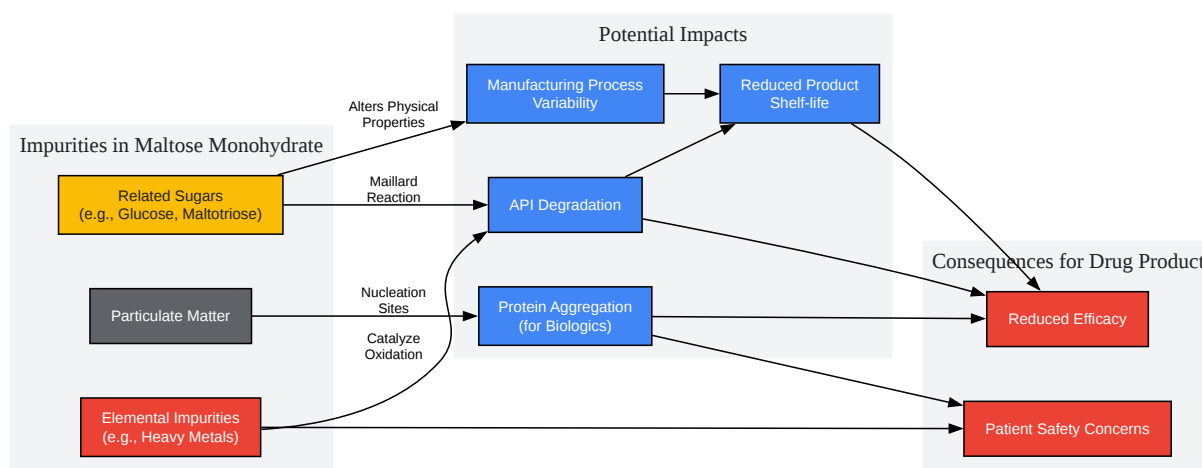 Potential Impacts
Manufacturing Process
Variability
Reduced Product
Shelf-life
Alters Physical
Properties
Impurities in Maltose Monohydrate
Related Sugars
(e.g., Glucose, Maltotriose)
Maillard
Reaction
API Degradation
Consequences for Drug Product
Particulate Matter
Nucleation
Sites
Protein Aggregation
(for Biologics)
Reduced Efficacy
Catalyze
Oxidation
Elemental Impurities
(e.g., Heavy Metals)
Patient Safety Concerns